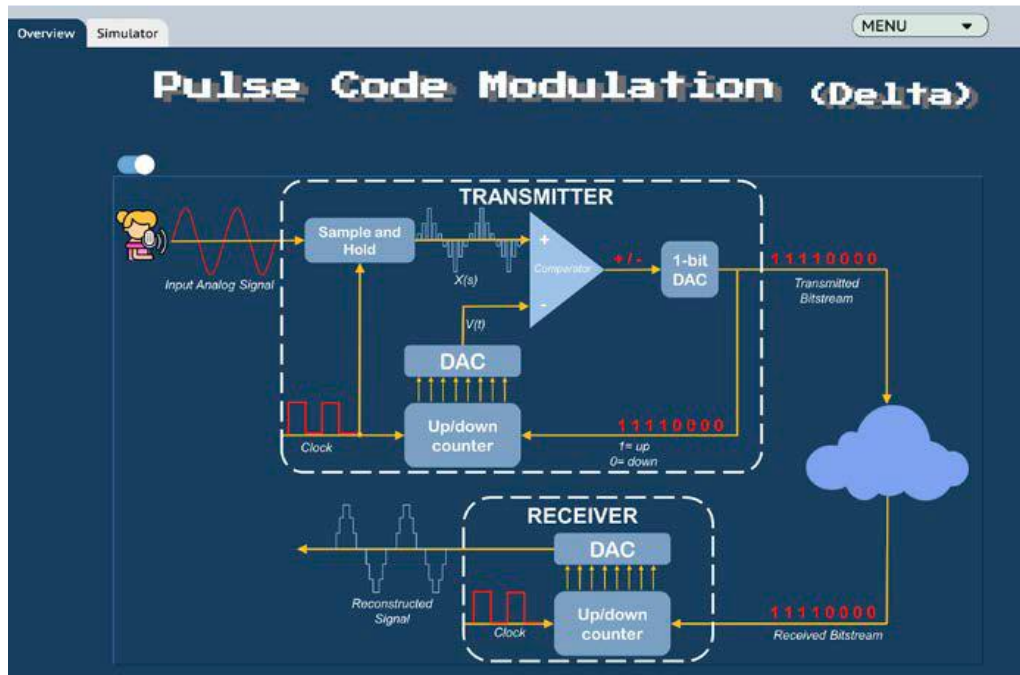 Overview
Simulator
MENU
Pulse Code Modulation (Delta)
TRANSMITTER
Sample and
Hold
Input Analog Signal
X(s)
+
Comparator
-
+ / -
1-bit
DAC
11110000
Transmitted
Bitstream
V(t)
DAC
Up/down
counter
Clock
11110000
1= up
0= down
RECEIVER
DAC
Up/down
counter
Clock
Reconstructed
Signal
11110000
Received Bitstream